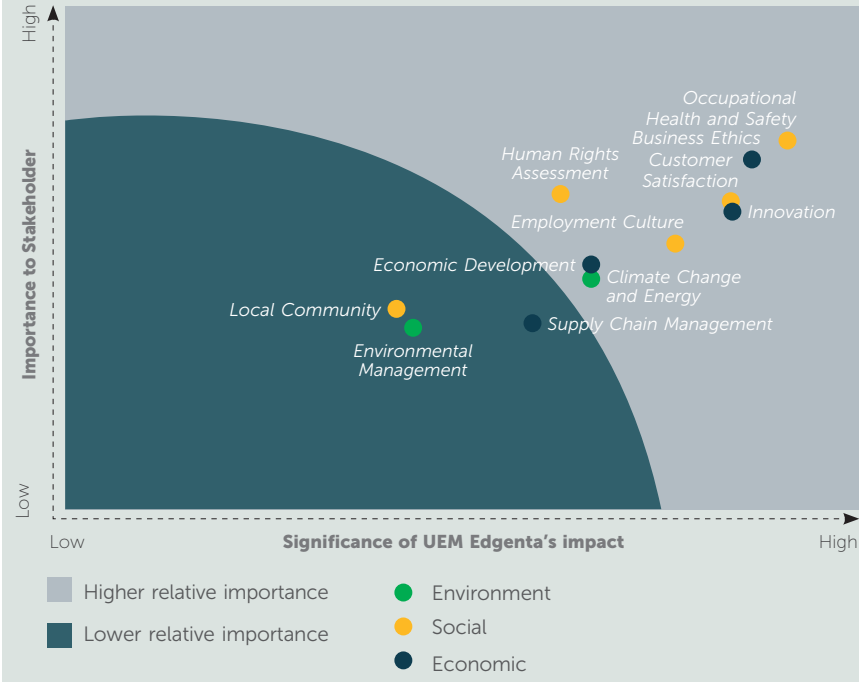 High
Importance to Stakeholder
Low
Occupational
Health and Safety
Business Ethics
Customer
Satisfaction
Human Rights
Assessment
Innovation
Employment Culture
Economic Development
Climate Change
and Energy
Local Community
Supply Chain Management
Environmental
Management
Low
Significance of UEM Edgenta's impact
High
Higher relative importance
Lower relative importance
Environment
Social
Economic